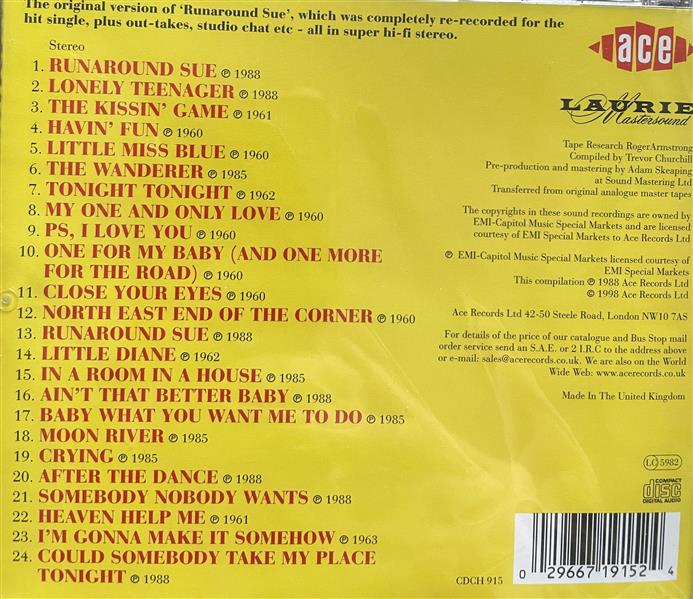 The original version of 'Runaround Sue', which was completely re-recorded for the
hit single, plus out-takes, studio chat etc - all in super hi-fi stereo.
Stereo
1. RUNAROUND SUE ℗ 1988
2. LONELY TEENAGER ℗ 1988
3. THE KISSIN' GAME ℗ 1961
4. HAVIN' FUN ℗ 1960
5. LITTLE MISS BLUE ℗ 1960
6. THE WANDERER ℗ 1985
7. TONIGHT TONIGHT ℗ 1962
8. MY ONE AND ONLY LOVE ℗ 1960
9. PS, I LOVE YOU ℗ 1960
10. ONE FOR MY BABY (AND ONE MORE
FOR THE ROAD) ℗ 1960
11. CLOSE YOUR EYES ℗ 1960
12. NORTH EAST END OF THE CORNER ℗ 1960
13. RUNAROUND SUE ℗ 1988
14. LITTLE DIANE ℗ 1962
15. IN A ROOM IN A HOUSE ℗ 1985
16. AIN'T THAT BETTER BABY ℗ 1988
17. BABY WHAT YOU WANT ME TO DO ℗ 1985
18. MOON RIVER ℗ 1985
19. CRYING ℗ 1985
20. AFTER THE DANCE ℗ 1988
21. SOMEBODY NOBODY WANTS ℗ 1988
22. HEAVEN HELP ME ℗ 1961
23. I'M GONNA MAKE IT SOMEHOW ℗ 1963
24. COULD SOMEBODY TAKE MY PLACE
TONIGHT ℗ 1988
ace
LAURIE
Mastersound
Tape Research RogerArmstrong
Compiled by Trevor Churchill
Pre-production and mastering by Adam Skeaping
at Sound Mastering Ltd
Transferred from original analogue master tapes
The copyrights in these sound recordings are owned by
EMI-Capitol Music Special Markets and are licensed
courtesy of EMI Special Markets to Ace Records Ltd
℗ EMI-Capitol Music Special Markets licensed courtesy of
EMI Special Markets
This compilation ℗ 1988 Ace Records Ltd
© 1998 Ace Records Ltd
Ace Records Ltd 42-50 Steele Road, London NW10 7AS
For details of the price of our catalogue and Bus Stop mail
order service send an S.A.E. or 2 I.R.C to the address above
or e-mail: sales@acerecords.co.uk. We are also on the World
Wide Web: www.acerecords.co.uk
Made In The United Kingdom
LC 5982
COMPACT
disc
DIGITAL AUDIO
CDCH 915
0 29667 19152 4